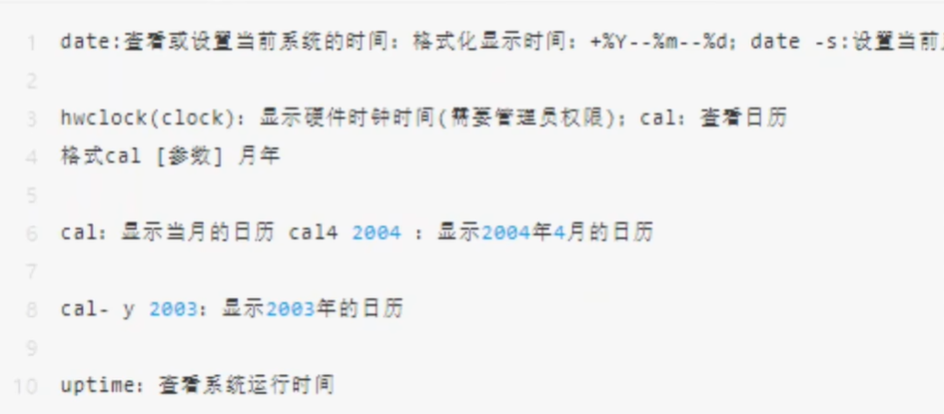 1 date:查看或设置当前系统的时间：格式化显示时间：+%Y--%m--%d; date -s:设置当前
2
3 hwclock(clock)：显示硬件时钟时间(需要管理员权限)；cal：查看日历
4 格式cal [参数] 月年
5
6 cal：显示当月的日历 cal4 2004 ：显示2004年4月的日历
7
8 cal- y 2003：显示2003年的日历
9
10 uptime：查看系统运行时间